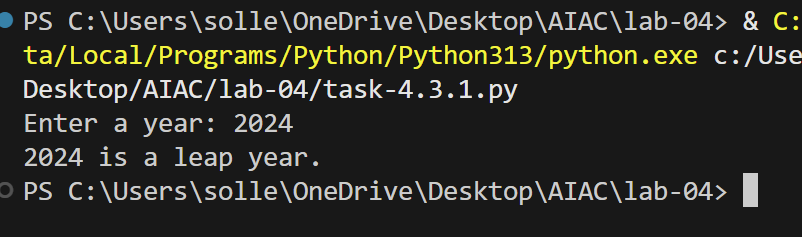 PS C:\Users\solle\OneDrive\Desktop\AIAC\lab-04> & C:
ta/Local/Programs/Python/Python313/python.exe c:/Use
Desktop/AIAC/lab-04/task-4.3.1.py
Enter a year: 2024
2024 is a leap year.
PS C:\Users\solle\OneDrive\Desktop\AIAC\lab-04>